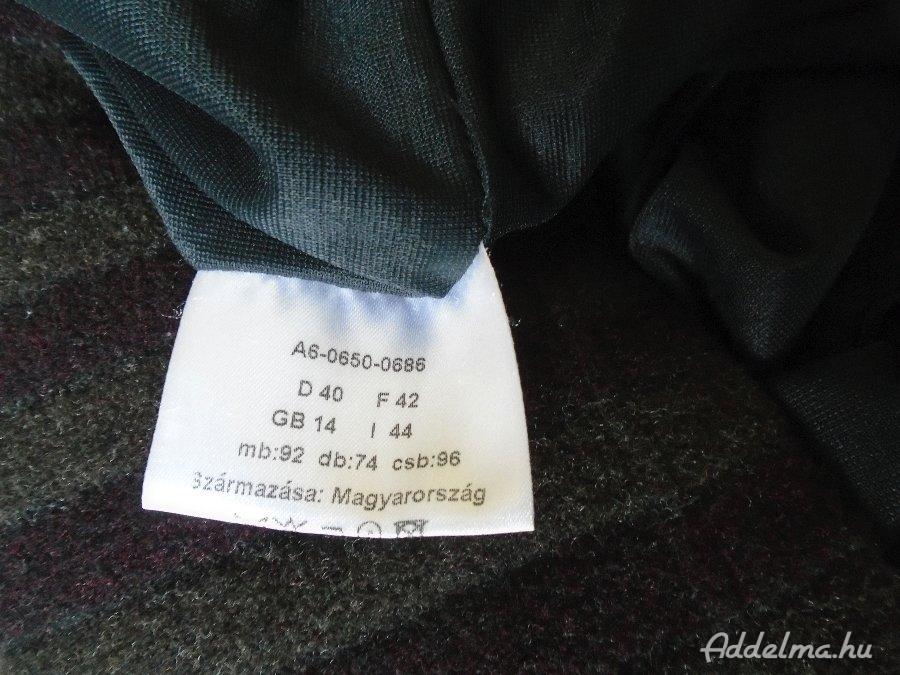 A6-0650-0686
D 40 F 42
GB 14 I 44
mb:92 db:74 csb:96
Származása: Magyarország
Addelma.hu